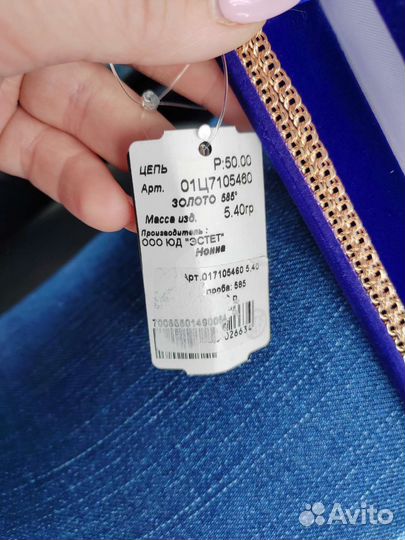 ЦЕПЬ Р:50.00
Арт. 01Ц7105460
ЗОЛОТО 585°
Масса изд. 5.40гр
Производитель:
ООО ЮД "ЭСТЕТ"
Нонна
Арт.017105460 5.40
проба: 585
26634
Avito